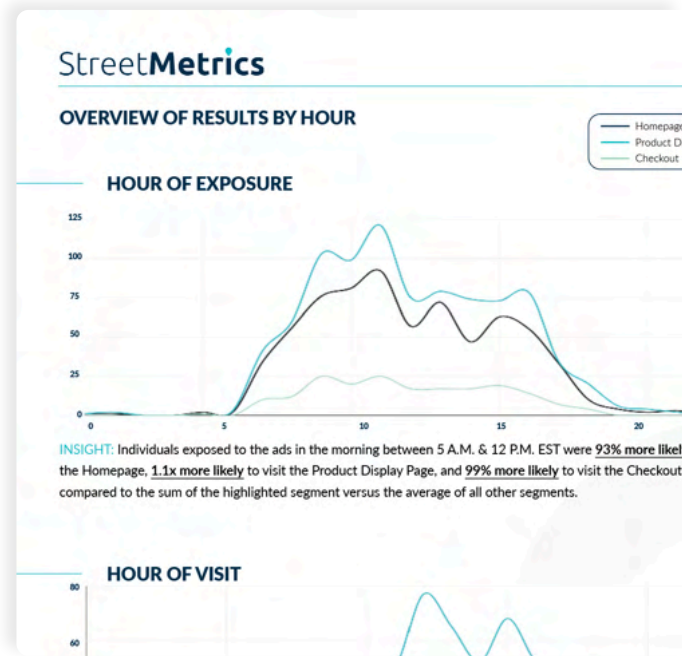 StreetMetrics
OVERVIEW OF RESULTS BY HOUR
Homepage
Product D
Checkout
HOUR OF EXPOSURE
125
100
75
50
25
0
0 5 10 15 20
INSIGHT: Individuals exposed to the ads in the morning between 5 A.M. & 12 P.M. EST were 93% more likel
the Homepage, 1.1x more likely to visit the Product Display Page, and 99% more likely to visit the Checkout
compared to the sum of the highlighted segment versus the average of all other segments.
HOUR OF VISIT
80
60